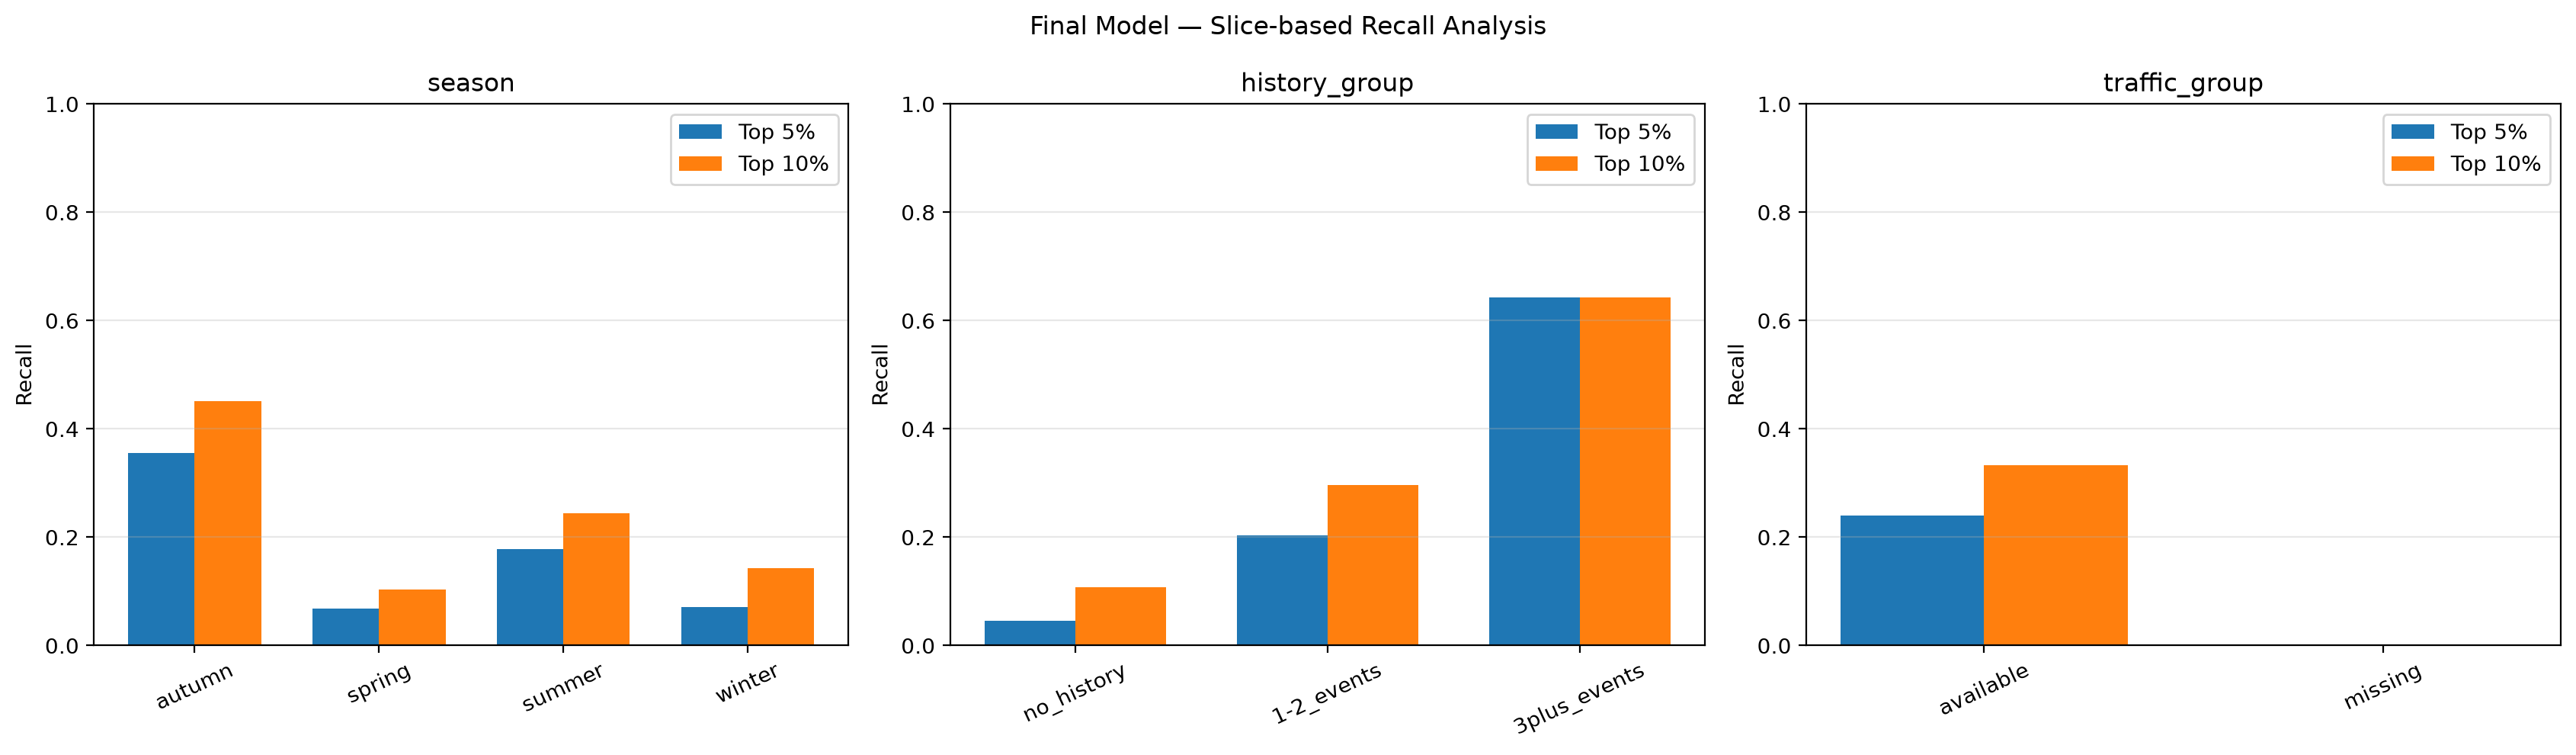 Final Model — Slice-based Recall Analysis
season
1.0
0.8
0.6
0.4
0.2
0.0
Recall
Top 5%
Top 10%
autumn
spring
summer
winter
history_group
1.0
0.8
0.6
0.4
0.2
0.0
Recall
Top 5%
Top 10%
no_history
1-2_events
3plus_events
traffic_group
1.0
0.8
0.6
0.4
0.2
0.0
Recall
Top 5%
Top 10%
available
missing